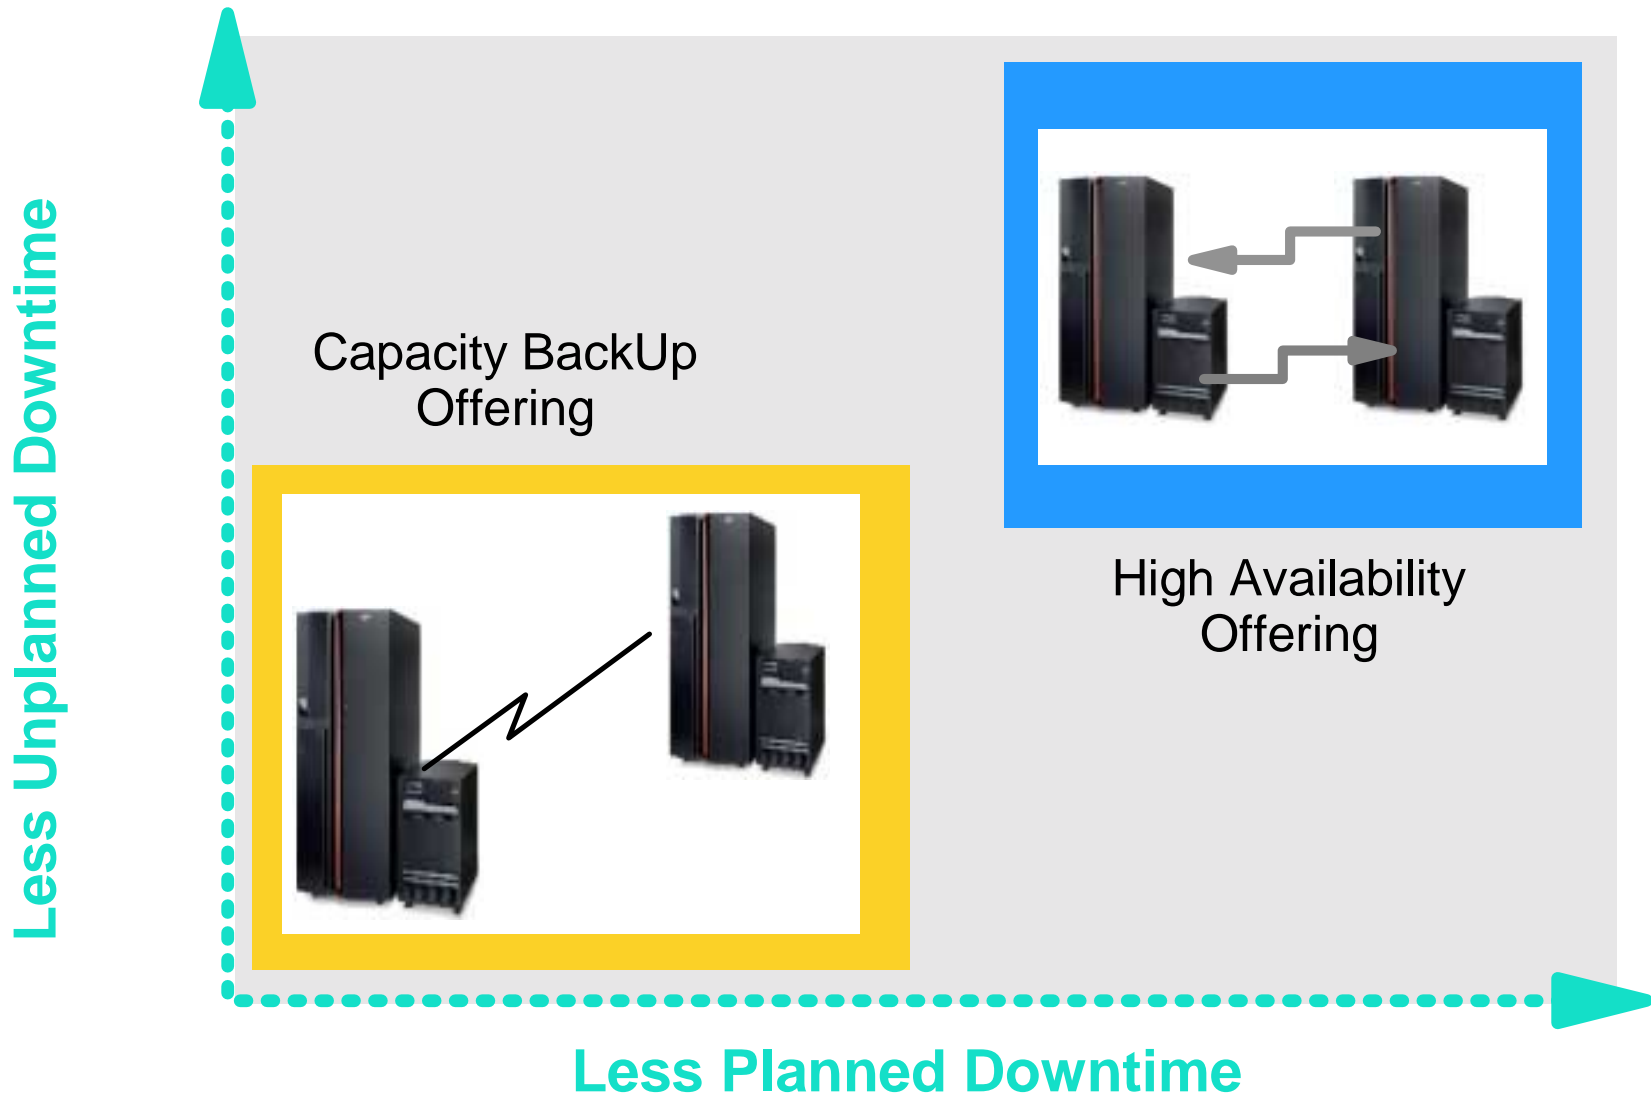 Less Unplanned Downtime
Capacity BackUp
Offering
High Availability
Offering
Less Planned Downtime